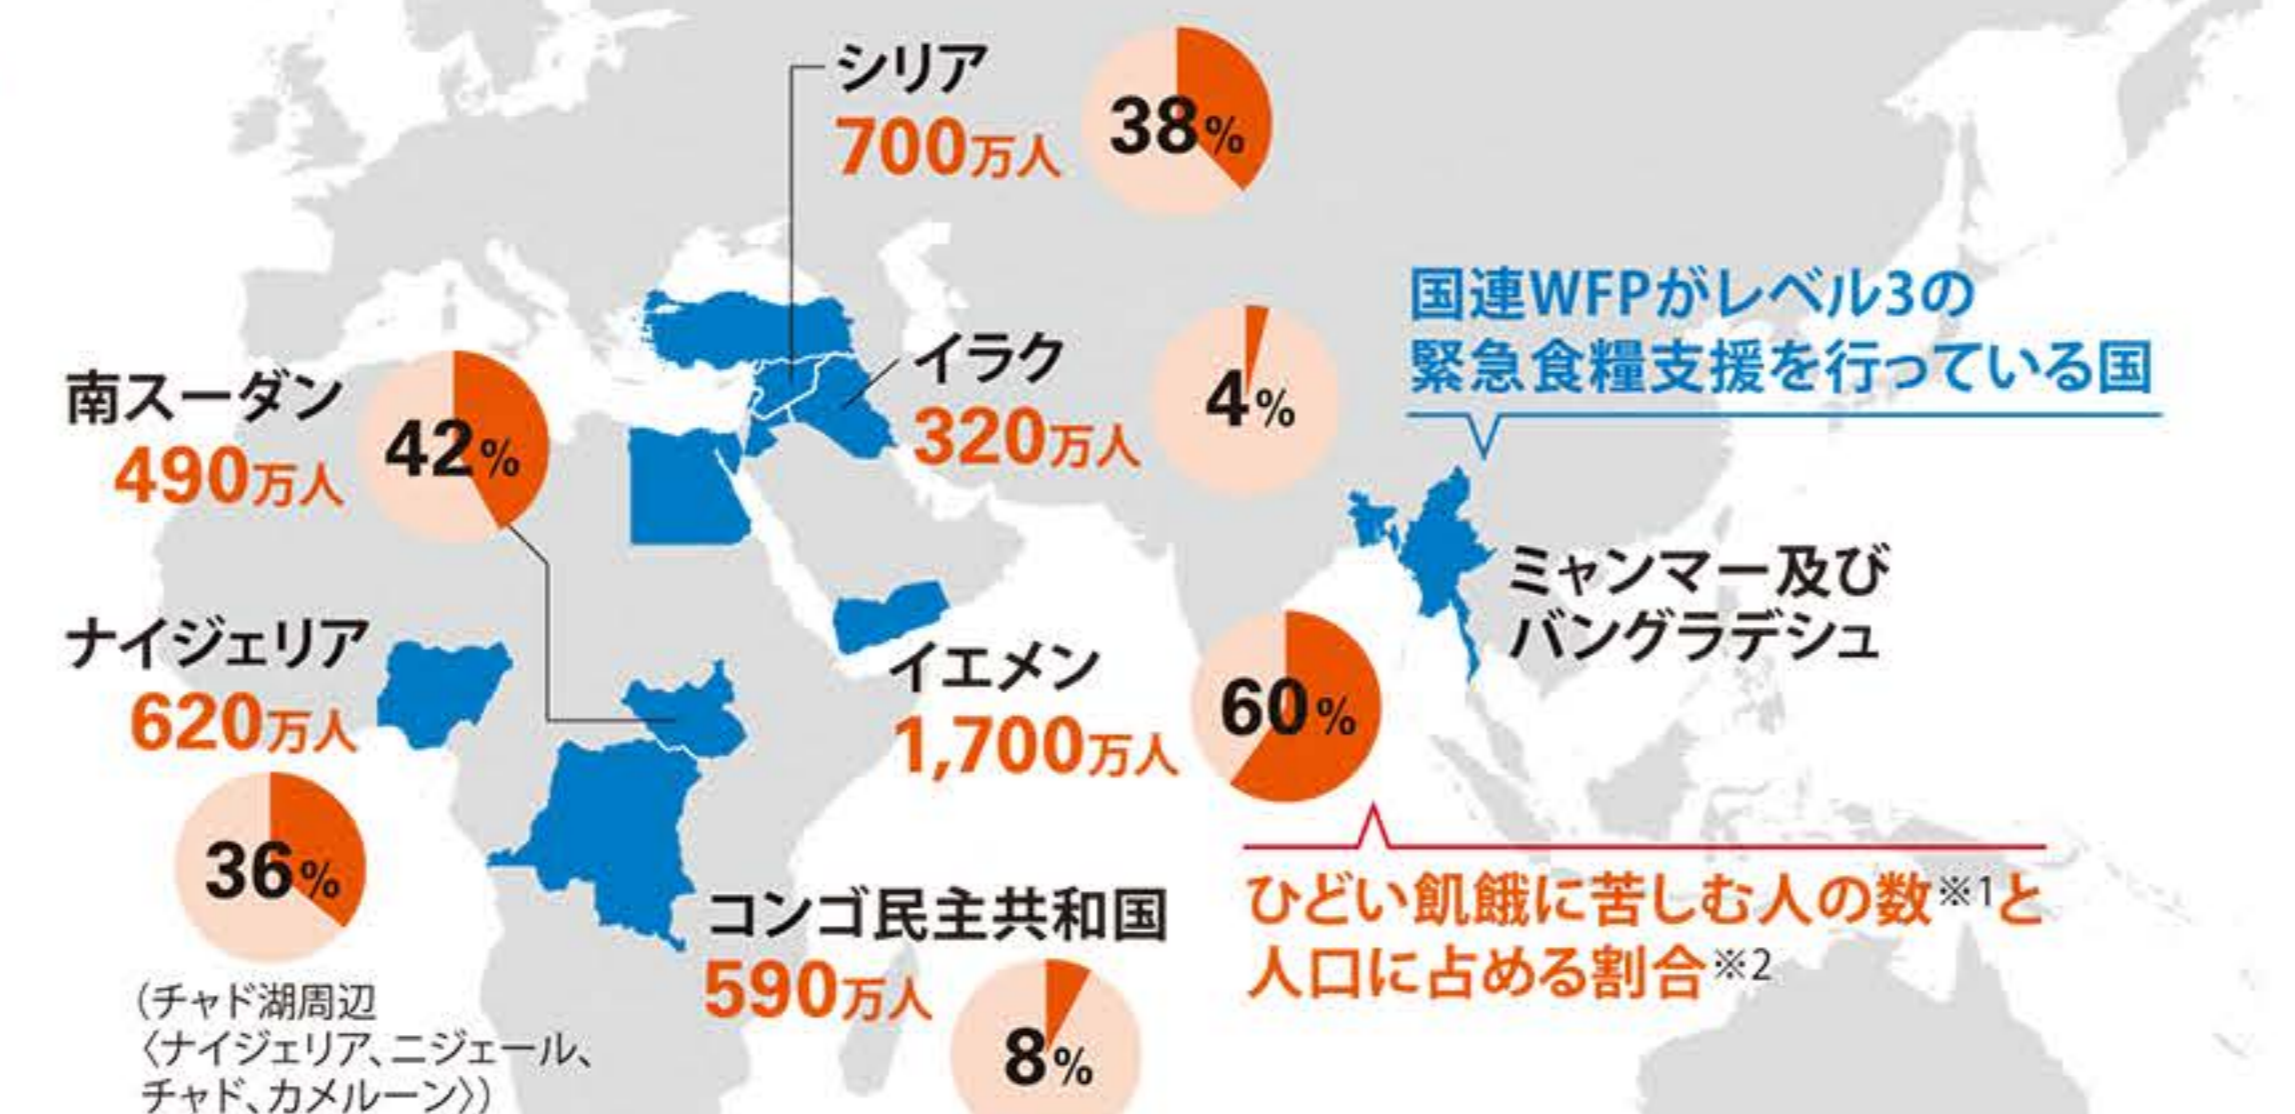 シリア
700万人
38%
国連WFPがレベル3の
緊急食糧支援を行っている国
イラク
320万人
4%
南スーダン
490万人
42%
ミャンマー及び
バングラデシュ
ナイジェリア
620万人
36%
(チャド湖周辺
〈ナイジェリア、ニジェール、
チャド、カメルーン〉)
イエメン
1,700万人
60%
コンゴ民主共和国
590万人
8%
ひどい飢餓に苦しむ人の数※1と
人口に占める割合※2